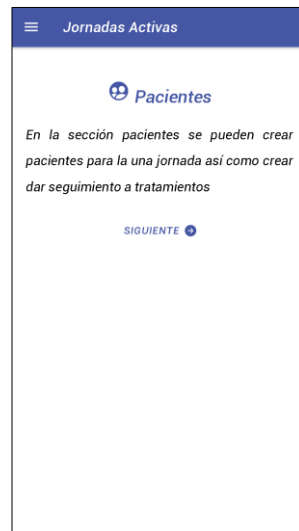 Jornadas Activas
Pacientes
En la sección pacientes se pueden crear
pacientes para la una jornada así como crear
dar seguimiento a tratamientos
SIGUIENTE